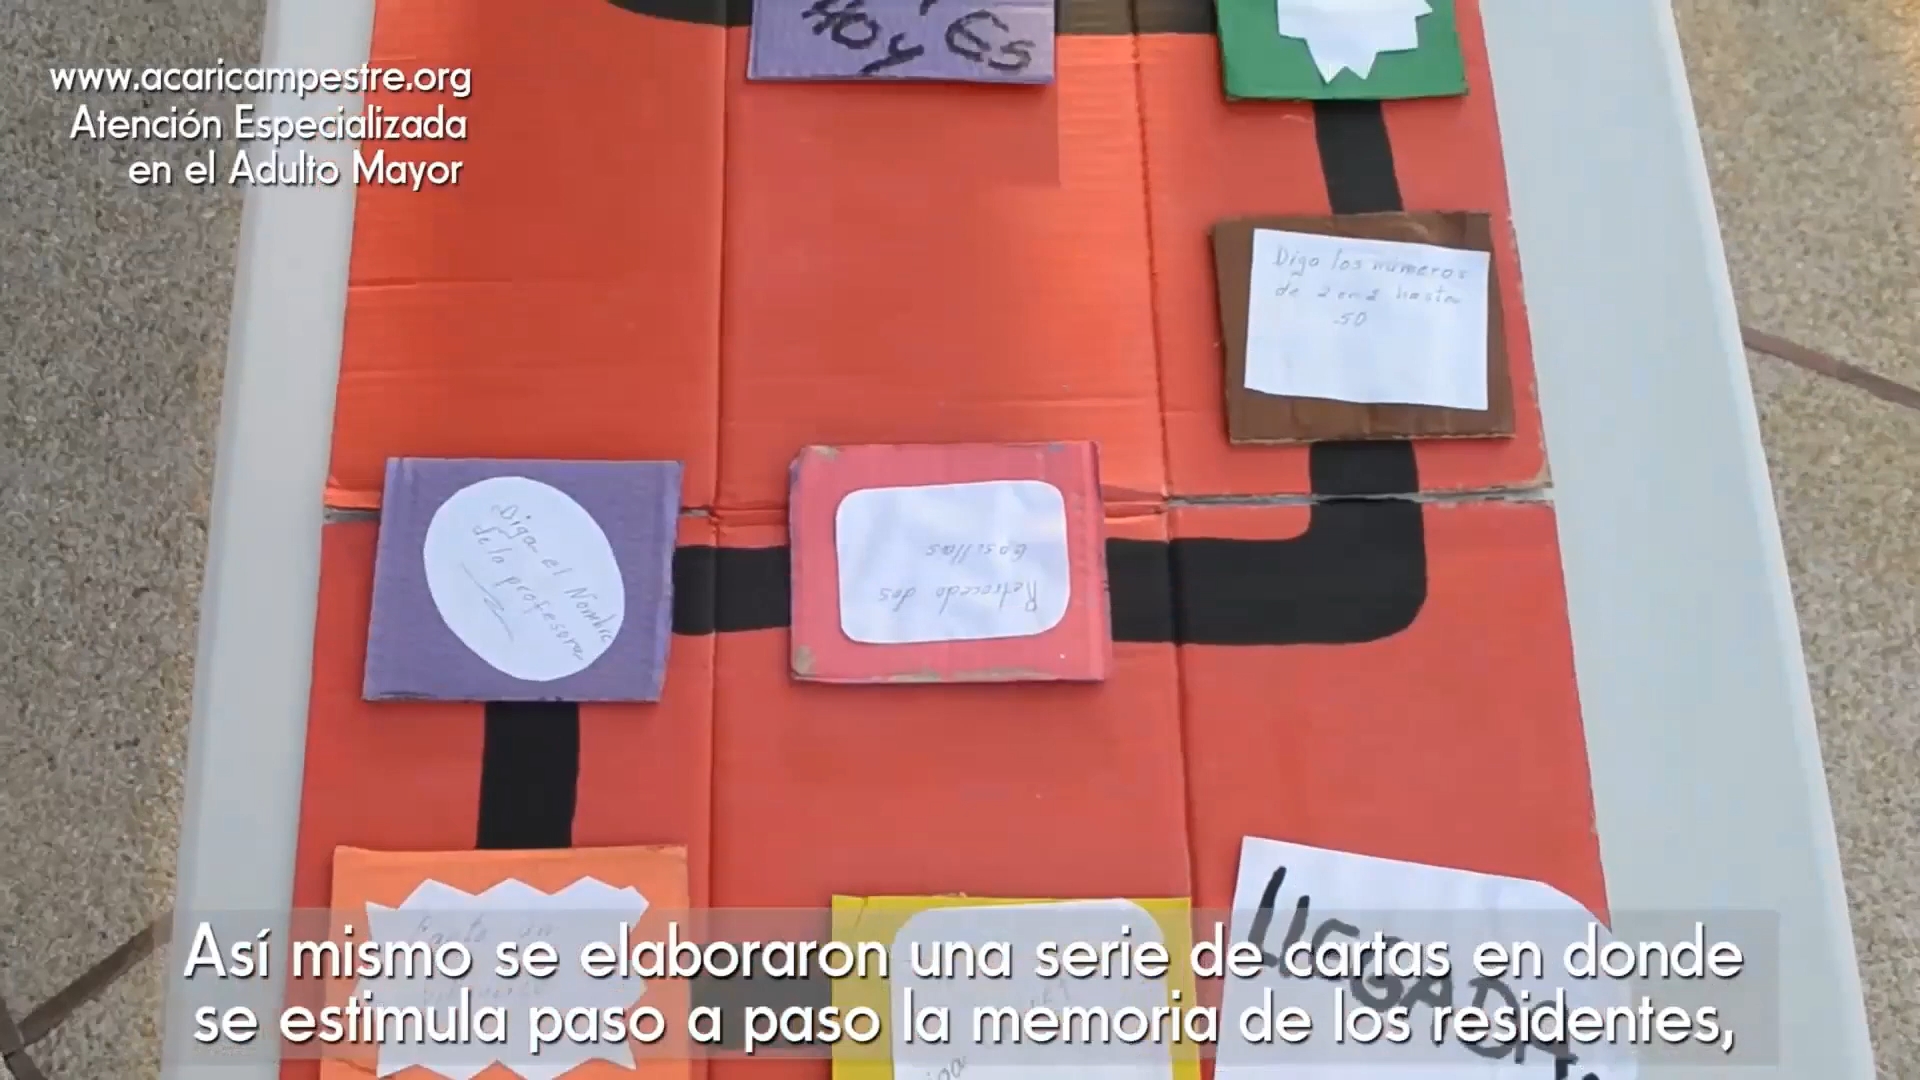 www.acaricampestre.org
Atención Especializada
en el Adulto Mayor
Hoy Es
Diga los números
de 2 en 2 hasta
50
Diga el Nombre
de la profesora
Retroceda dos
Casillas
LLEGADA
Así mismo se elaboraron una serie de cartas en donde
se estimula paso a paso la memoria de los residentes,